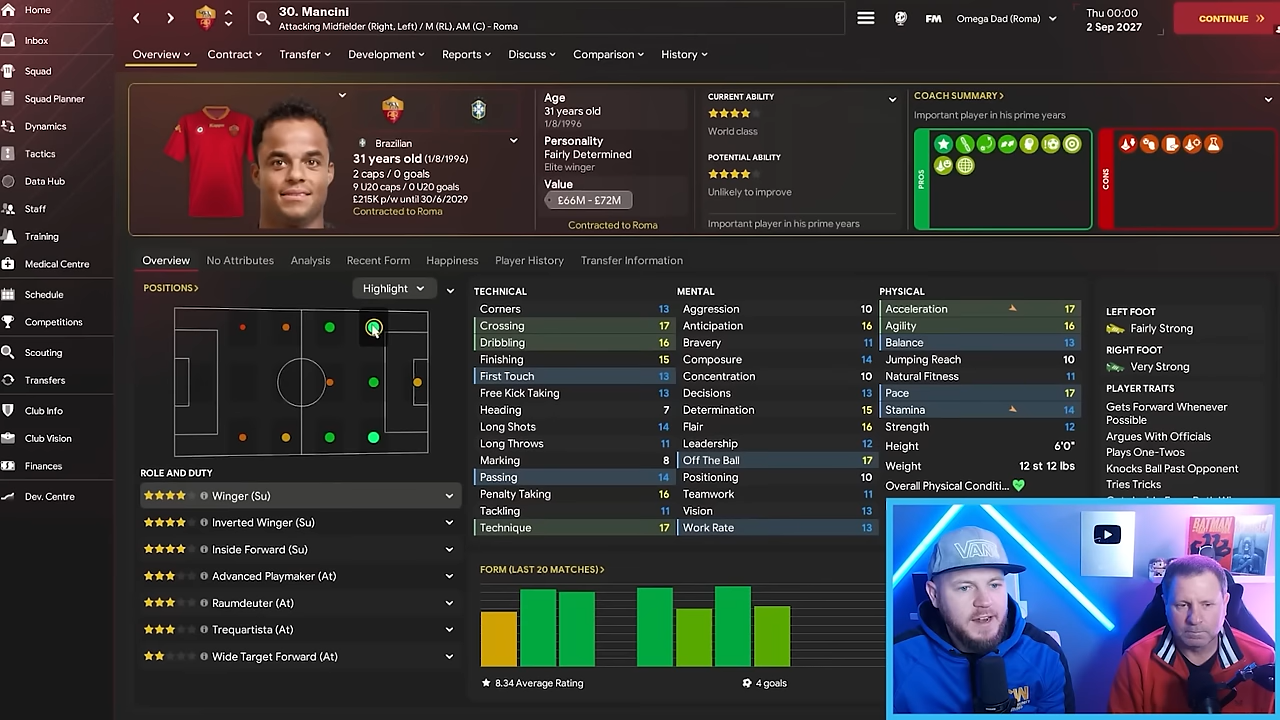 Home
Inbox
Squad
Squad Planner
Dynamics
Tactics
Data Hub
Staff
Training
Medical Centre
Schedule
Competitions
Scouting
Transfers
Club Info
Club Vision
Finances
Dev. Centre
30. Mancini
Attacking Midfielder (Right, Left) / M (RL), AM (C) - Roma
FM
Omega Dad (Roma)
Thu 00:00
2 Sep 2027
CONTINUE
Overview
Contract
Transfer
Development
Reports
Discuss
Comparison
History
Brazilian
31 years old (1/8/1996)
2 caps / 0 goals
9 U20 caps / 0 U20 goals
£215K p/w until 30/6/2029
Contracted to Roma
Age
31 years old
1/8/1996
Personality
Fairly Determined
Elite winger
Value
£66M - £72M
Contracted to Roma
CURRENT ABILITY
World class
POTENTIAL ABILITY
Unlikely to improve
Important player in his prime years
COACH SUMMARY >
Important player in his prime years
PROS
CONS
Overview
No Attributes
Analysis
Recent Form
Happiness
Player History
Transfer Information
POSITIONS >
Highlight
ROLE AND DUTY
Winger (Su)
Inverted Winger (Su)
Inside Forward (Su)
Advanced Playmaker (At)
Raumdeuter (At)
Trequartista (At)
Wide Target Forward (At)
TECHNICAL
Corners 13
Crossing 17
Dribbling 16
Finishing 15
First Touch 13
Free Kick Taking 13
Heading 7
Long Shots 14
Long Throws 11
Marking 8
Passing 14
Penalty Taking 16
Tackling 11
Technique 17
MENTAL
Aggression 10
Anticipation 16
Bravery 11
Composure 14
Concentration 10
Decisions 13
Determination 15
Flair 16
Leadership 12
Off The Ball 17
Positioning 10
Teamwork 11
Vision 13
Work Rate 13
PHYSICAL
Acceleration 17
Agility 16
Balance 13
Jumping Reach 10
Natural Fitness 11
Pace 17
Stamina 14
Strength 12
Height 6'0"
Weight 12 st 12 lbs
Overall Physical Conditi...
LEFT FOOT
Fairly Strong
RIGHT FOOT
Very Strong
PLAYER TRAITS
Gets Forward Whenever
Possible
Argues With Officials
Plays One-Twos
Knocks Ball Past Opponent
Tries Tricks
FORM (LAST 20 MATCHES) >
8.34 Average Rating
4 goals
VAN
BATMAN